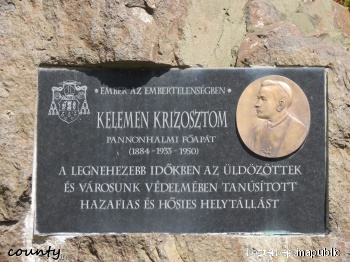 • EMBER AZ EMBERTELENSÉGBEN •
KELEMEN KRIZOSZTOM
PANNONHALMI FŐAPÁT
(1884-1933-1950)
A LEGNEHEZEBB IDŐKBEN AZ ÜLDÖZÖTTEK
ÉS VÁROSUNK VÉDELMÉBEN TANÚSÍTOTT
HAZAFIAS ÉS HŐSIES HELYTÁLLÁST
county